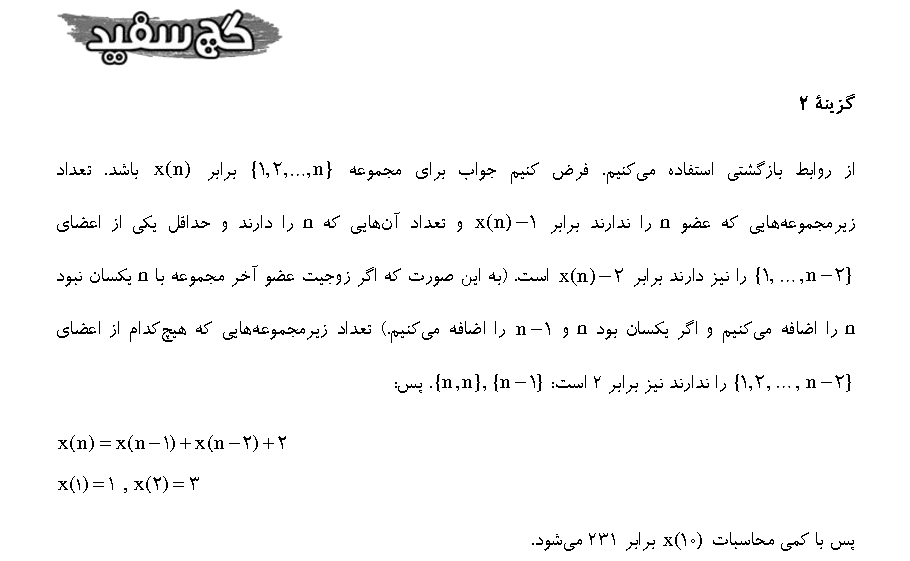 گچ سفید
گزینهٔ ۲
از روابط بازگشتی استفاده می‌کنیم. فرض کنیم جواب برای مجموعه {۱,۲,...,n} برابر x(n) باشد. تعداد
زیرمجموعه‌هایی که عضو n را ندارند برابر x(n)−۱ و تعداد آن‌هایی که n را دارند و حداقل یکی از اعضای
{۱, ...,n−۲} را نیز دارند برابر x(n)−۲ است. (به این صورت که اگر زوجیت عضو آخر مجموعه با n یکسان نبود
n را اضافه می‌کنیم و اگر یکسان بود n و n−۱ را اضافه می‌کنیم.) تعداد زیرمجموعه‌هایی که هیچ‌کدام از اعضای
{۱,۲, ... , n−۲} را ندارند نیز برابر ۲ است: {n,n}, {n−۱}. پس:
x(n)=x(n−۱)+x(n−۲)+۲
x(۱)=۱ , x(۲)=۳
پس با کمی محاسبات x(۱۰) برابر ۲۳۱ می‌شود.